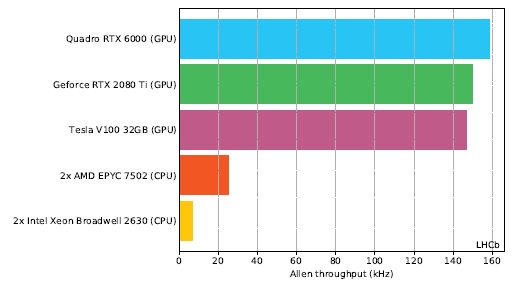 Quadro RTX 6000 (GPU)
Geforce RTX 2080 Ti (GPU)
Tesla V100 32GB (GPU)
2x AMD EPYC 7502 (CPU)
2x Intel Xeon Broadwell 2630 (CPU)
LHCb
0 20 40 60 80 100 120 140 160
Allen throughput (kHz)